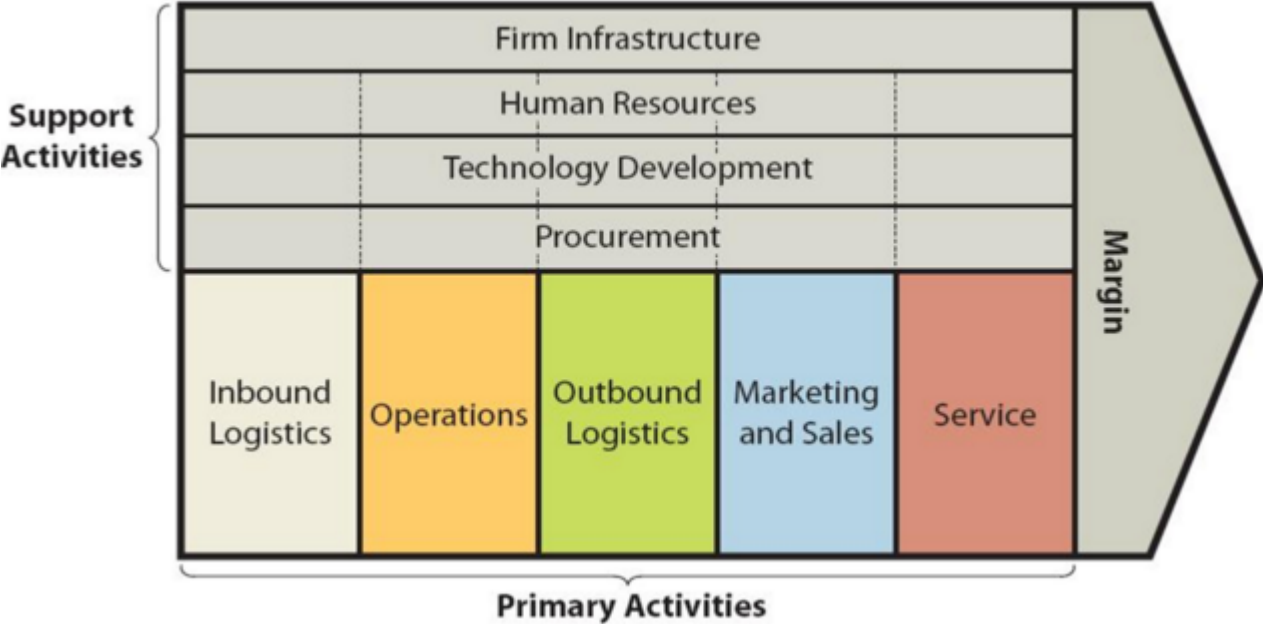 Firm Infrastructure
Human Resources
Technology Development
Procurement
Support
Activities
Margin
Inbound
Logistics
Operations
Outbound
Logistics
Marketing
and Sales
Service
Primary Activities